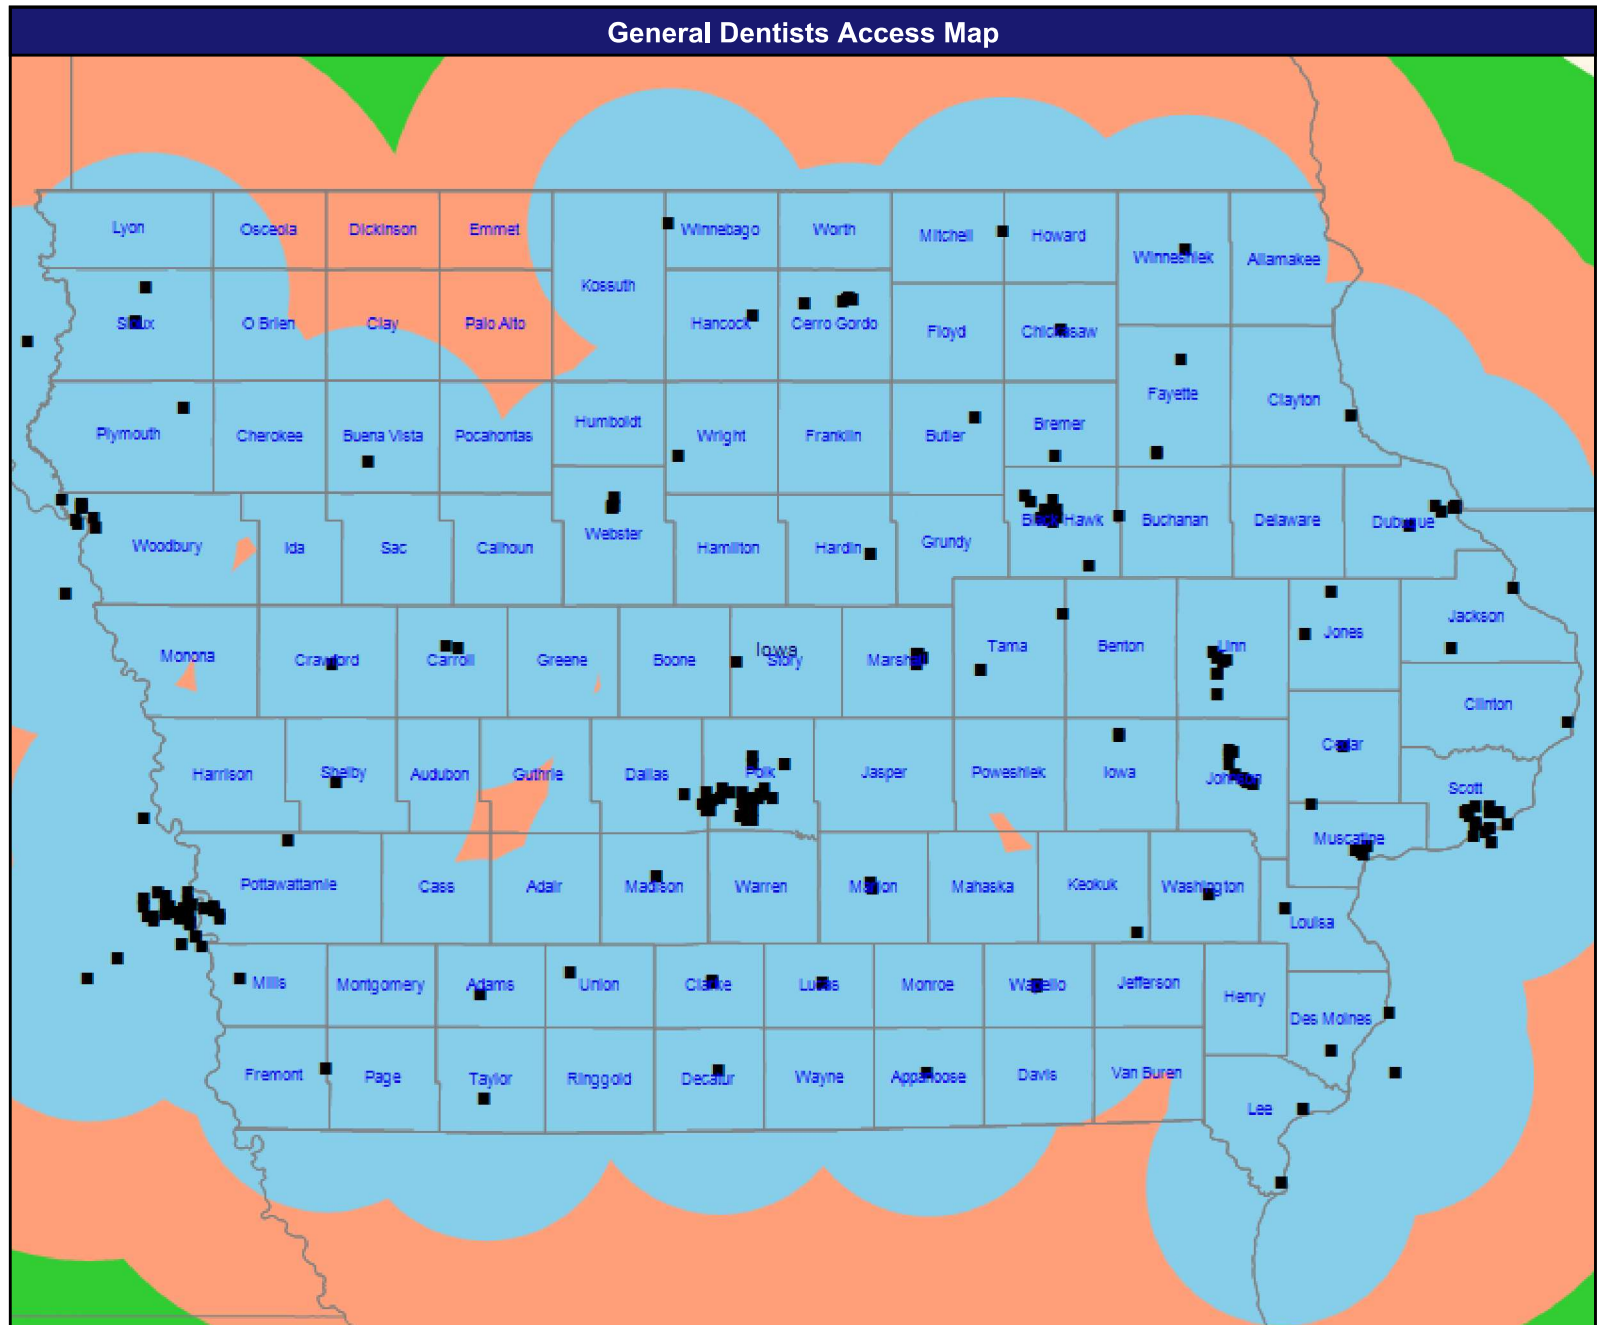 General Dentists Access Map
Lyon
Osceola
Dickinson
Emmet
Winnebago
Worth
Mitchell
Howard
Winneshiek
Allamakee
Kossuth
Sioux
O Brien
Clay
Palo Alto
Hancock
Cerro Gordo
Floyd
Chickasaw
Fayette
Clayton
Plymouth
Cherokee
Buena Vista
Pocahontas
Humboldt
Wright
Franklin
Butler
Bremer
Woodbury
Ida
Sac
Calhoun
Webster
Hamilton
Hardin
Grundy
Black Hawk
Buchanan
Delaware
Dubuque
Monona
Crawford
Carroll
Greene
Boone
Iowa
Story
Marshall
Tama
Benton
Linn
Jones
Jackson
Clinton
Harrison
Shelby
Audubon
Guthrie
Dallas
Polk
Jasper
Poweshiek
Iowa
Johnson
Cedar
Scott
Muscatine
Pottawattamie
Cass
Adair
Madison
Warren
Marion
Mahaska
Keokuk
Washington
Louisa
Mills
Montgomery
Adams
Union
Clarke
Lucas
Monroe
Wapello
Jefferson
Henry
Des Moines
Fremont
Page
Taylor
Ringgold
Decatur
Wayne
Appanoose
Davis
Van Buren
Lee